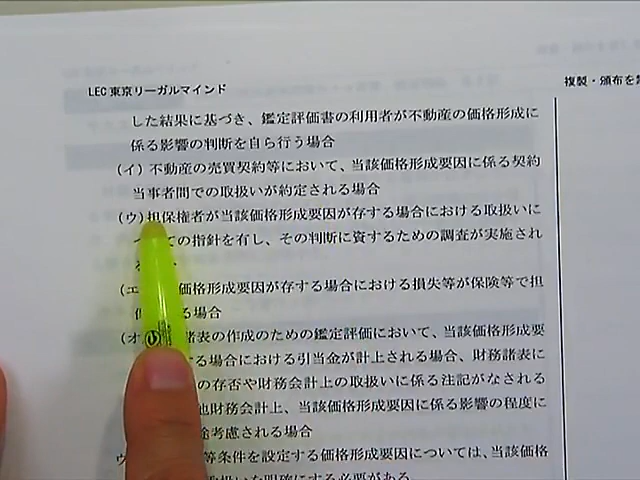 LEC東京リーガルマインド
複製・頒布を
した結果に基づき、鑑定評価書の利用者が不動産の価格形成に
係る影響の判断を自ら行う場合
(イ) 不動産の売買契約等において、当該価格形成要因に係る契約
当事者間での取扱いが約定される場合
(ウ)担保権者が当該価格形成要因が存する場合における取扱いに
ての指針を有し、その判断に資するための調査が実施さ
(エ 価格形成要因が存する場合における損失等が保険等で担
る場合
(オ 諸表の作成のための鑑定評価において、当該価格形成要
る場合における引当金が計上される場合、財務諸表に
の存否や財務会計上の取扱いに係る注記がなされる
他財務会計上、当該価格形成要因に係る影響の程度に
考慮される場合
等条件を設定する価格形成要因については、当該価格
取扱いを明確にする必要がある。